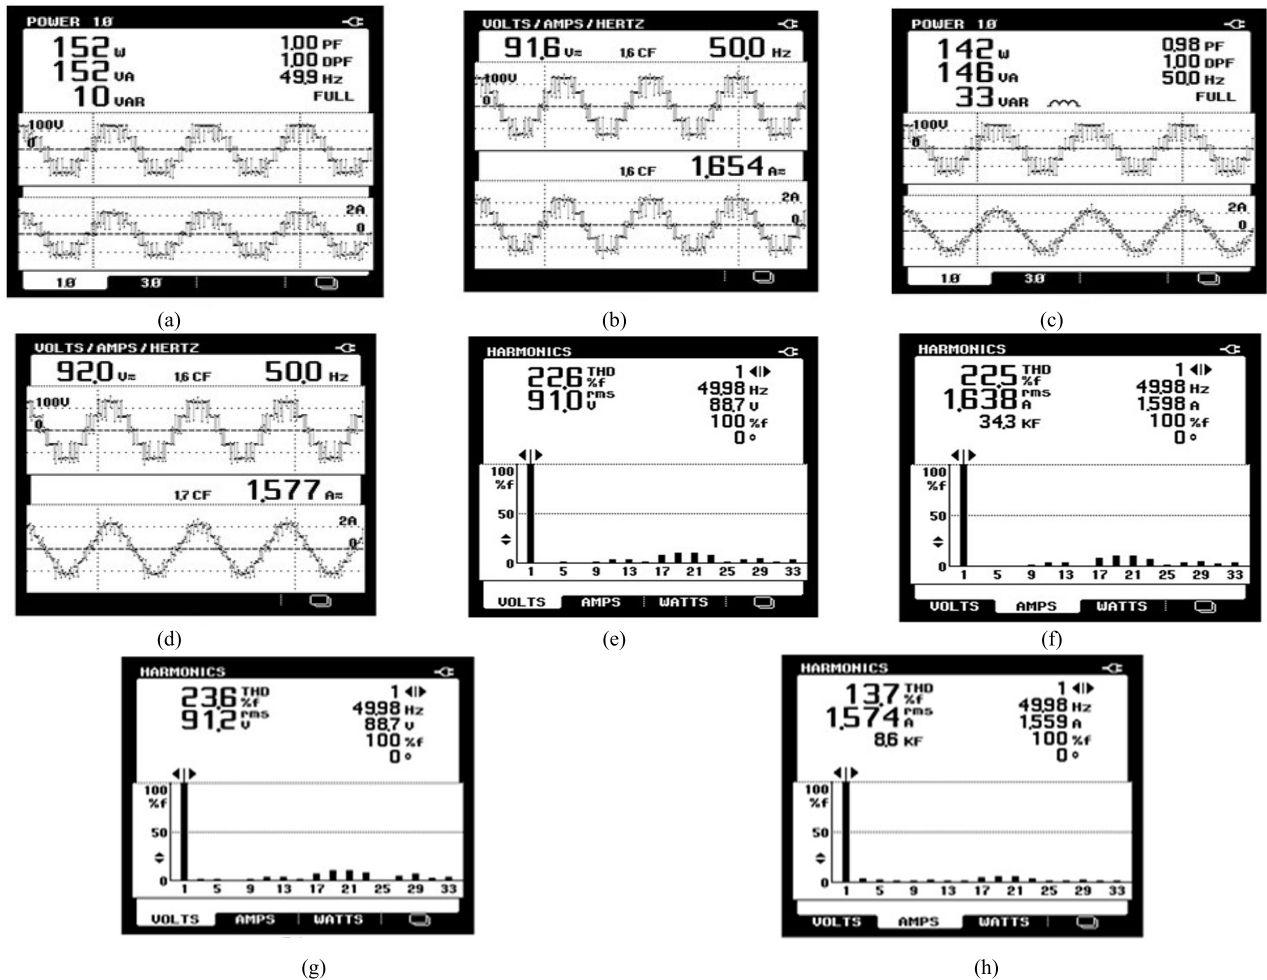 POWER 1Ø
152 W
152 VA
10 VAR
1,00 PF
1,00 DPF
49,9 Hz
FULL
100V
0
2A
0
1Ø 3Ø
(a)
VOLTS/AMPS/HERTZ
91,6 V≂ 1,6 CF 50,0 Hz
100V
0
1,6 CF 1,654 A≂
2A
0
(b)
POWER 1Ø
142 W
146 VA
33 VAR
0,98 PF
1,00 DPF
50,0 Hz
FULL
100V
0
2A
0
1Ø 3Ø
(c)
VOLTS/AMPS/HERTZ
92,0 V≂ 1,6 CF 50,0 Hz
100V
0
1,7 CF 1,577 A≂
2A
0
(d)
HARMONICS
22,6 THD %f
91,0 rms V
1
49,98 Hz
88,7 V
100 %f
0 °
100
%f
50
0
1 5 9 13 17 21 25 29 33
VOLTS AMPS WATTS
(e)
HARMONICS
22,5 THD %f
1,638 rms A
34,3 KF
1
49,98 Hz
1,598 A
100 %f
0 °
100
%f
50
0
1 5 9 13 17 21 25 29 33
VOLTS AMPS WATTS
(f)
HARMONICS
23,6 THD %f
91,2 rms V
1
49,98 Hz
88,7 V
100 %f
0 °
100
%f
50
0
1 5 9 13 17 21 25 29 33
VOLTS AMPS WATTS
(g)
HARMONICS
13,7 THD %f
1,574 rms A
8,6 KF
1
49,98 Hz
1,559 A
100 %f
0 °
100
%f
50
0
1 5 9 13 17 21 25 29 33
VOLTS AMPS WATTS
(h)